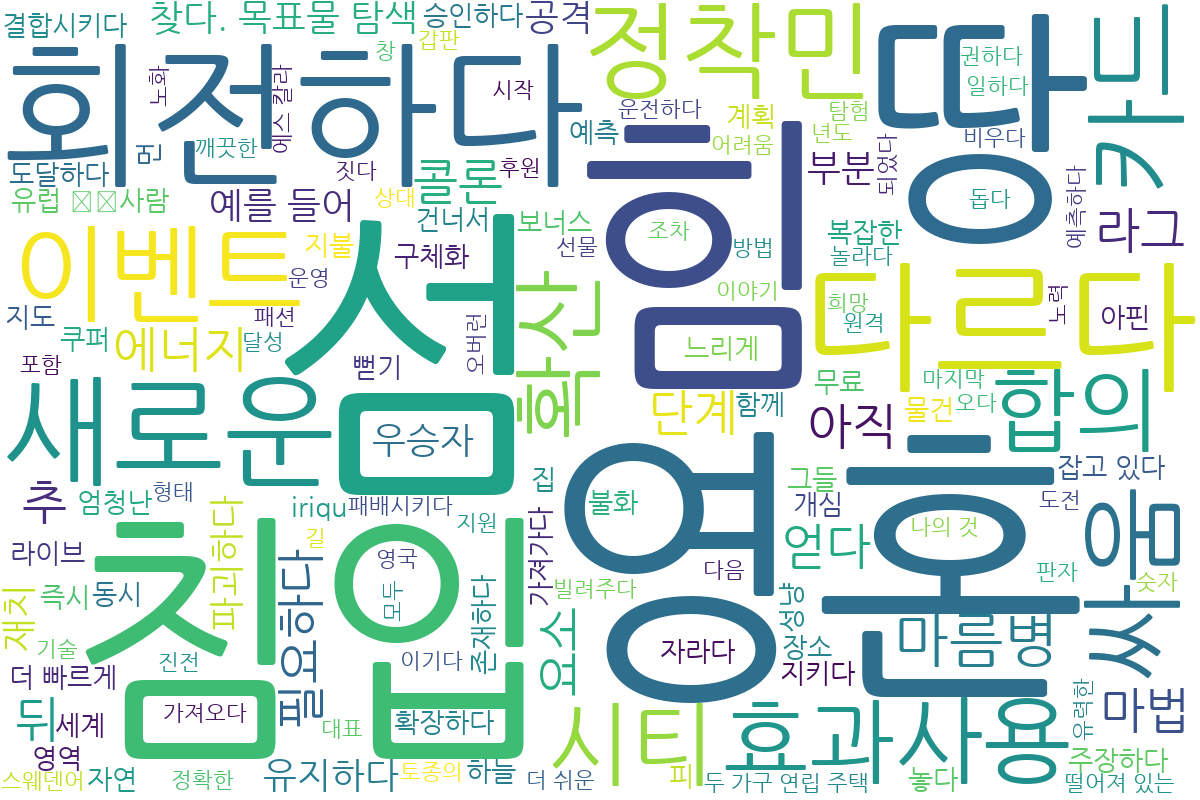 결합시키다
찾다. 목표물 탐색
승인하다
공격
정착민
땅
카드
회전하다
창
갑판
노화
에스 칼라
시작
권하다
일하다
먼
깨끗한
짓다
후원
운전하다
예측
계획
어려움
탐험
년도
비우다
도달하다
콜론
부분
되었다
돕다
예측하다
유럽 사람
예를 들어
상대
건너서
보너스
선물
조차
방법
복잡한
놀라다
라그
이벤트
지불
구체화
섬
영혼
힘
운영
지도
패션
이야기
희망
원격
노력
아핀
다르다
쿠퍼
에너지
달성
오버런
확산
느리게
포함
뻗기
단계
함께
무료
마지막
물건
오다
합의
새로운
우승자
아직
추
엄청난
형태
iriqu
패배시키다
집
불화
그들
개심
잡고 있다
도전
싸움
침입
라이브
파괴하다
길
영국
지원
가져가다
다음
얻다
나의 것
판자
숫자
재치
즉시
동시
필요하다
모두
존재하다
빌려주다
성냥
기술
진전
이기다
요소
자라다
장소
마름병
더 빠르게
지키다
뒤
세계
가져오다
대표
확장하다
시티
효과
사용
유력한
마법
영역
주장하다
스웨덴어
자연
정확한
유지하다
토종의
하늘
더 쉬운
피
두 가구 연립 주택
놓다
떨어져 있는